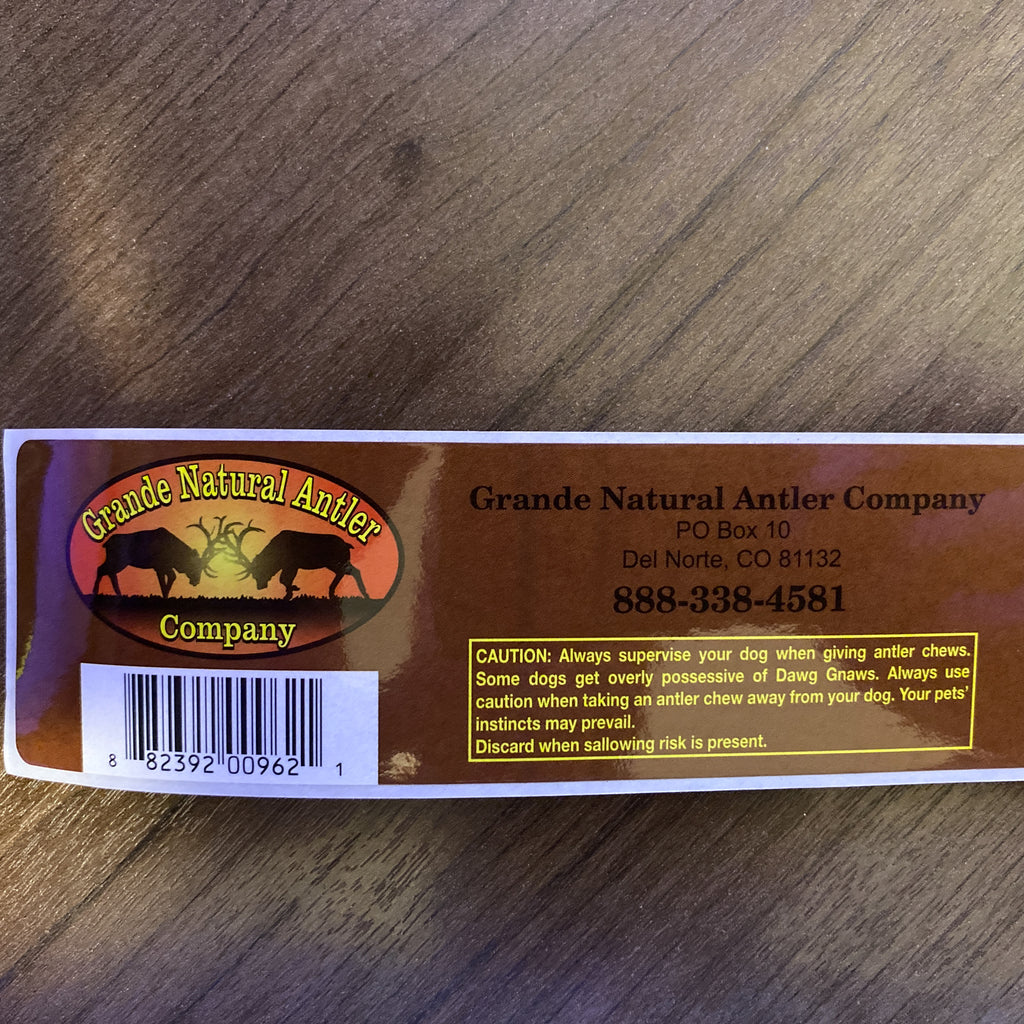 Grande Natural Antler
Company
8 82392 00962 1
Grande Natural Antler Company
PO Box 10
Del Norte, CO 81132
888-338-4581
CAUTION: Always supervise your dog when giving antler chews.
Some dogs get overly possessive of Dawg Gnaws. Always use
caution when taking an antler chew away from your dog. Your pets'
instincts may prevail.
Discard when sallowing risk is present.